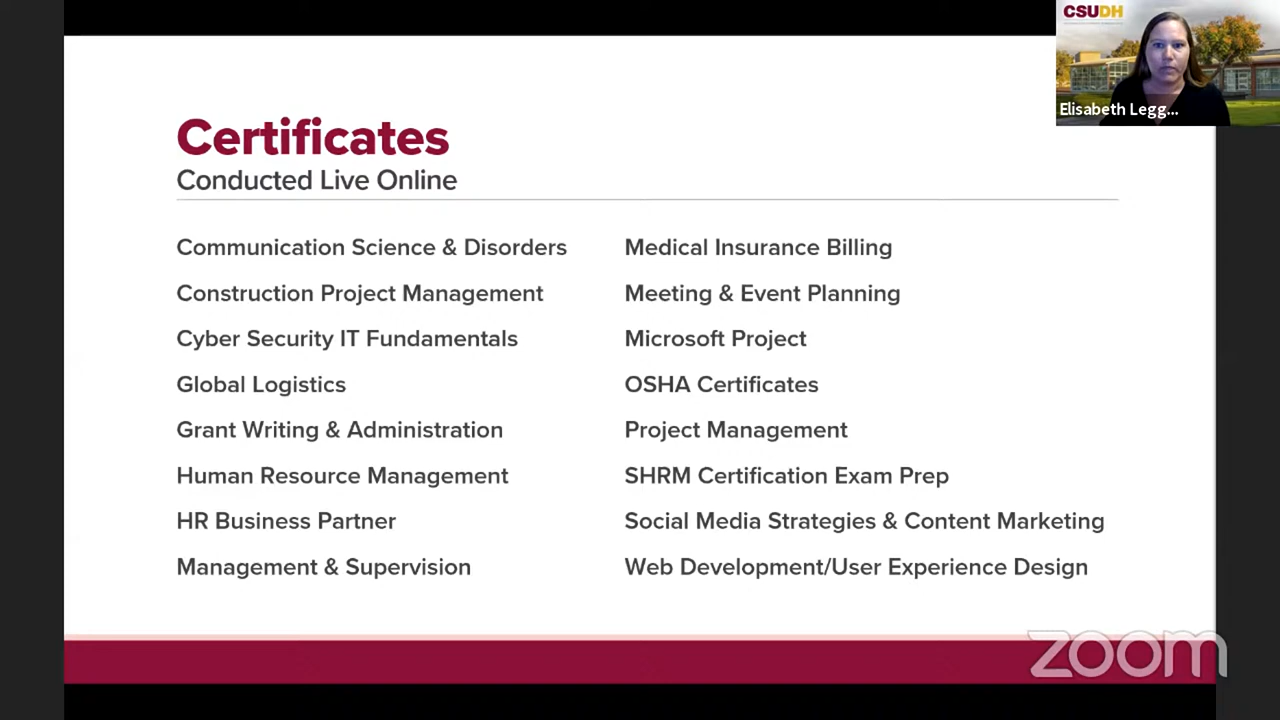 CSUDH
Elisabeth Legg...
Certificates
Conducted Live Online
Communication Science & Disorders
Construction Project Management
Cyber Security IT Fundamentals
Global Logistics
Grant Writing & Administration
Human Resource Management
HR Business Partner
Management & Supervision
Medical Insurance Billing
Meeting & Event Planning
Microsoft Project
OSHA Certificates
Project Management
SHRM Certification Exam Prep
Social Media Strategies & Content Marketing
Web Development/User Experience Design
zoom